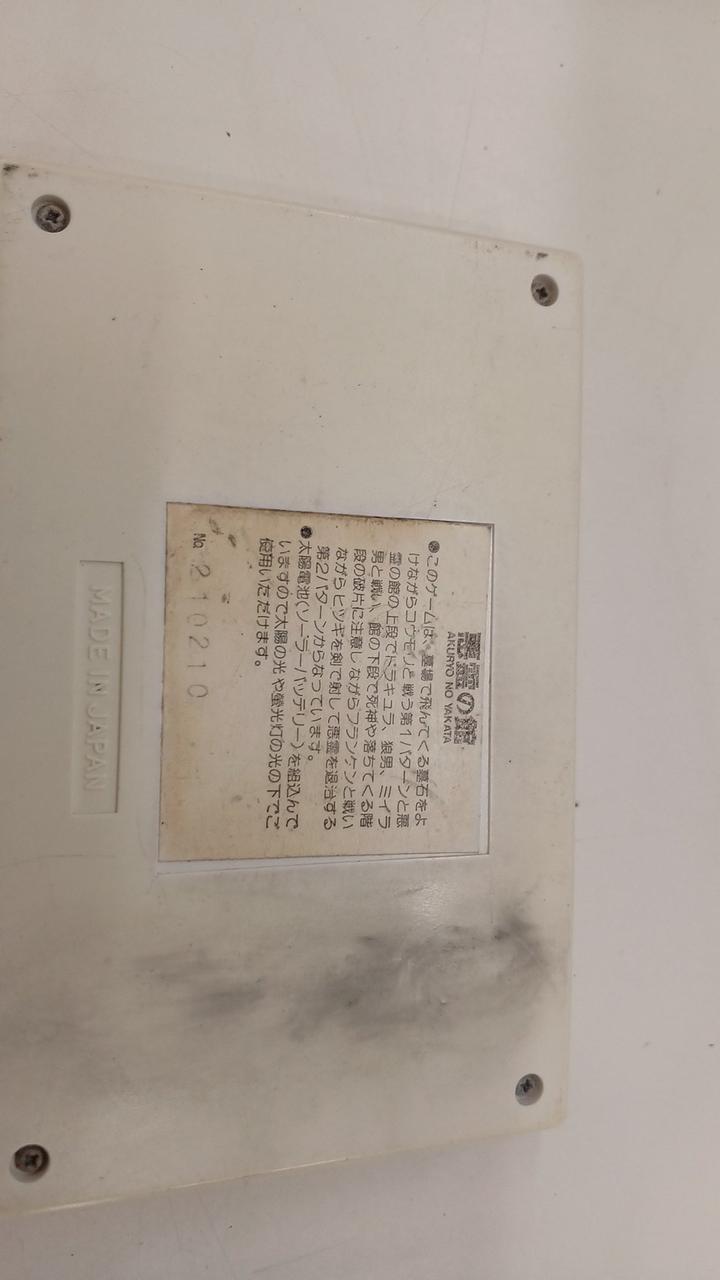 悪霊の館
AKURYO NO YAKATA
●このゲームは、墓場で飛んでくる墓石をよ
けながらコウモリと戦う第1パターンと悪
霊の館の上段でドラキュラ、狼男、ミイラ
男と戦い、館の下段で死神や落ちてくる階
段の破片に注意しながらフランケンと戦い
ながらヒツギを剣で射して悪霊を退治する
第2パターンからなっています。
●太陽電池(ソーラーバッテリー)を組込んで
いますので太陽の光や螢光灯の光の下でご
使用いただけます。
No. 210210
MADE IN JAPAN